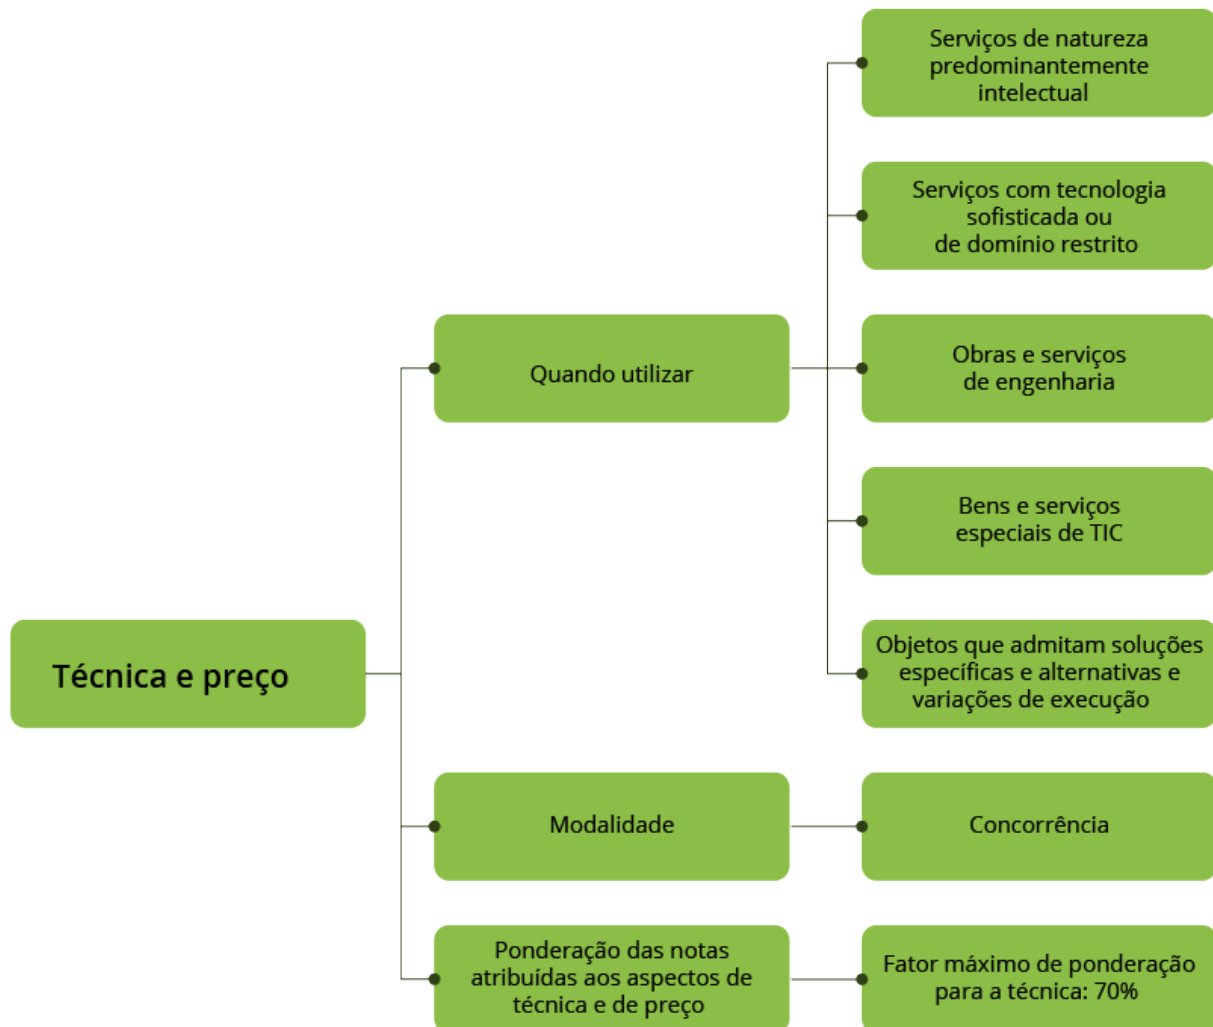 Técnica e preço
Quando utilizar
Serviços de natureza
predominantemente
intelectual
Serviços com tecnologia
sofisticada ou
de domínio restrito
Obras e serviços
de engenharia
Bens e serviços
especiais de TIC
Objetos que admitam soluções
específicas e alternativas e
variações de execução
Modalidade
Concorrência
Ponderação das notas
atribuídas aos aspectos de
técnica e de preço
Fator máximo de ponderação
para a técnica: 70%